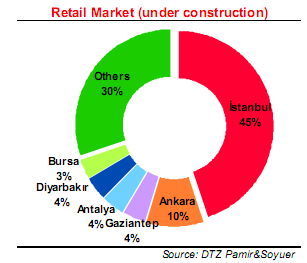 Retail Market (under construction)
Others
30%
İstanbul
45%
Bursa
3%
Diyarbakır
4%
Antalya
4%
Gaziantep
4%
Ankara
10%
Source: DTZ Pamir&Soyuer